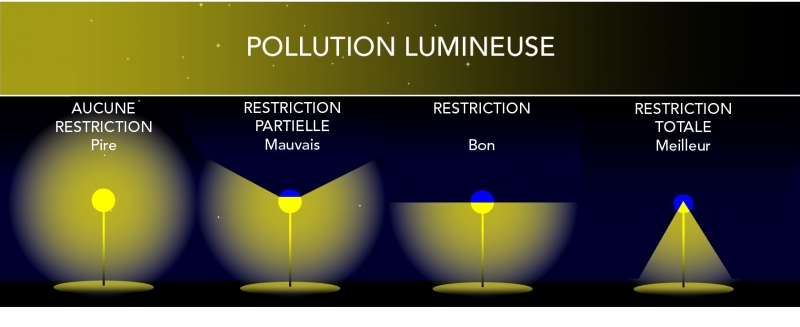 POLLUTION LUMINEUSE
AUCUNE
RESTRICTION
Pire
RESTRICTION
PARTIELLE
Mauvais
RESTRICTION
Bon
RESTRICTION
TOTALE
Meilleur